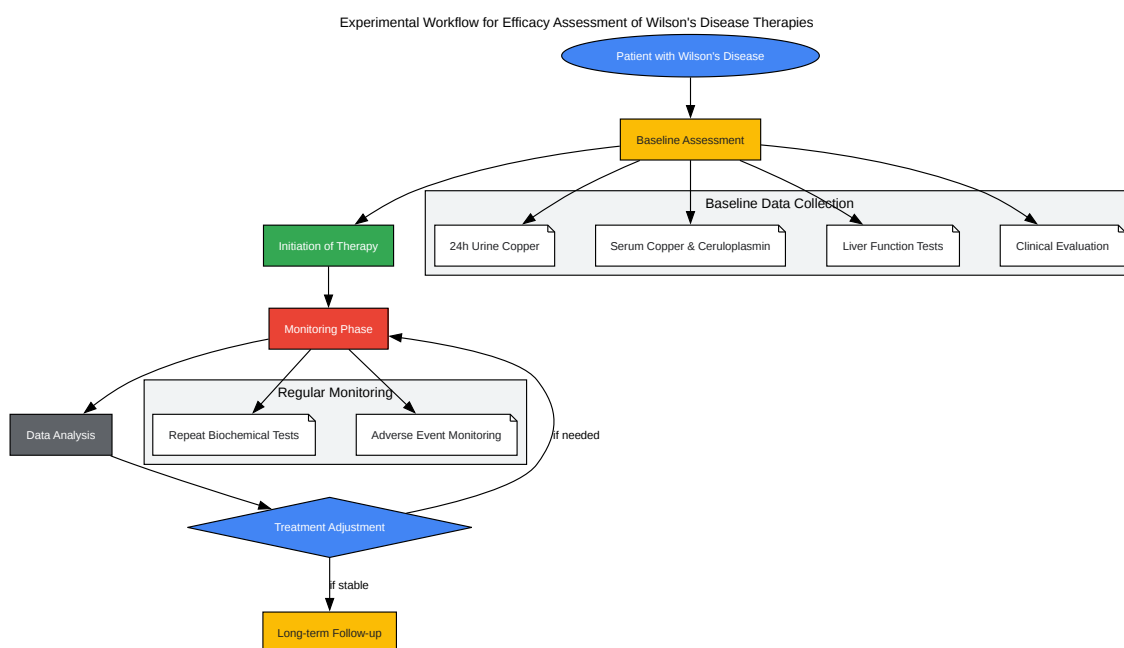 Experimental Workflow for Efficacy Assessment of Wilson's Disease Therapies
Patient with Wilson's Disease
Baseline Assessment
Baseline Data Collection
Initiation of Therapy
24h Urine Copper
Serum Copper & Ceruloplasmin
Liver Function Tests
Clinical Evaluation
Monitoring Phase
Regular Monitoring
Data Analysis
Repeat Biochemical Tests
Adverse Event Monitoring
if needed
Treatment Adjustment
if stable
Long-term Follow-up